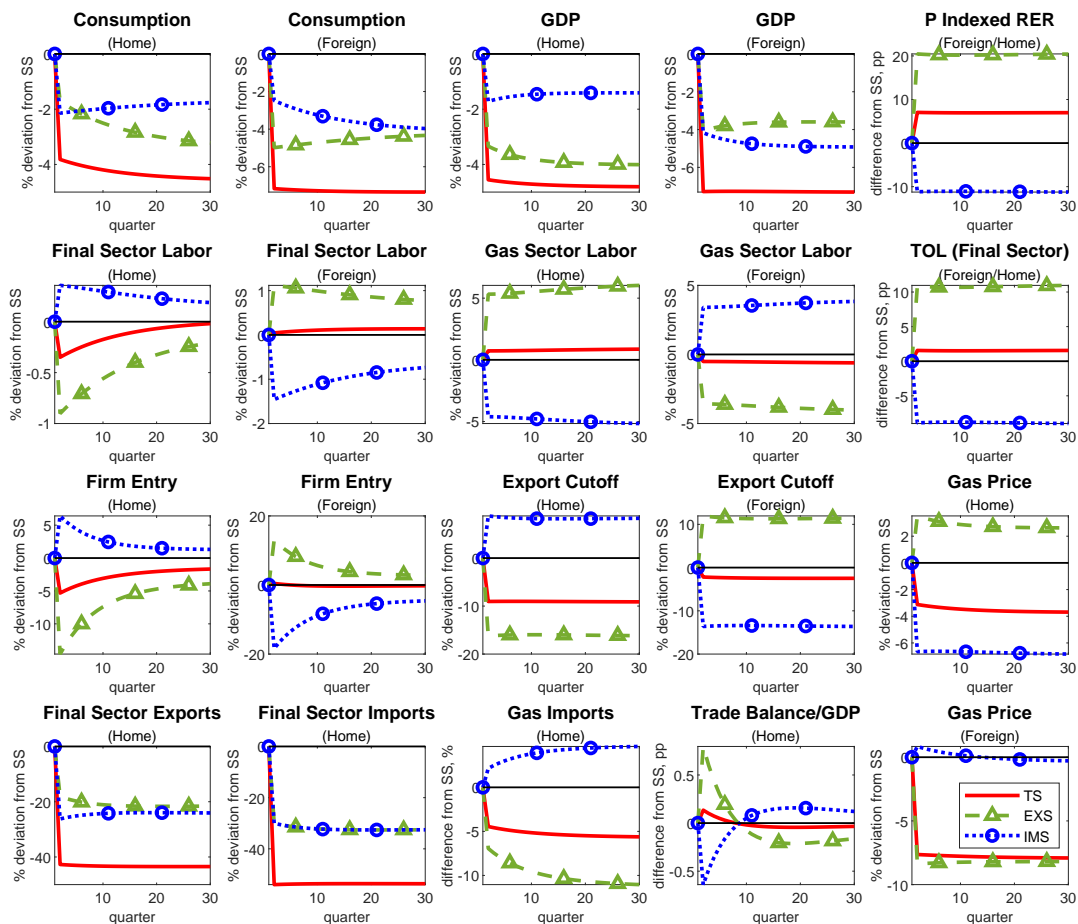 Consumption
(Home)
% deviation from SS
0
-2
-4
10 20 30
quarter
Consumption
(Foreign)
% deviation from SS
0
-2
-4
-6
10 20 30
quarter
GDP
(Home)
% deviation from SS
0
-2
-4
10 20 30
quarter
GDP
(Foreign)
% deviation from SS
0
-2
-4
-6
10 20 30
quarter
P Indexed RER
(Foreign/Home)
difference from SS, pp
20
10
0
-10
10 20 30
quarter
Final Sector Labor
(Home)
% deviation from SS
0
-0.5
-1
10 20 30
quarter
Final Sector Labor
(Foreign)
% deviation from SS
1
0
-1
-2
10 20 30
quarter
Gas Sector Labor
(Home)
% deviation from SS
5
0
-5
10 20 30
quarter
Gas Sector Labor
(Foreign)
% deviation from SS
5
0
-5
10 20 30
quarter
TOL (Final Sector)
(Foreign/Home)
difference from SS, pp
10
5
0
-5
10 20 30
quarter
Firm Entry
(Home)
% deviation from SS
5
0
-5
-10
10 20 30
quarter
Firm Entry
(Foreign)
% deviation from SS
20
0
-20
10 20 30
quarter
Export Cutoff
(Home)
% deviation from SS
0
-10
-20
10 20 30
quarter
Export Cutoff
(Foreign)
% deviation from SS
10
0
-10
-20
10 20 30
quarter
Gas Price
(Home)
% deviation from SS
2
0
-2
-4
-6
10 20 30
quarter
Final Sector Exports
(Home)
% deviation from SS
0
-20
-40
10 20 30
quarter
Final Sector Imports
(Home)
% deviation from SS
0
-20
-40
10 20 30
quarter
Gas Imports
(Home)
difference from SS, %
0
-5
-10
10 20 30
quarter
Trade Balance/GDP
(Home)
difference from SS, pp
0.5
0
-0.5
10 20 30
quarter
Gas Price
(Foreign)
% deviation from SS
0
-5
-10
10 20 30
quarter
TS
EXS
IMS